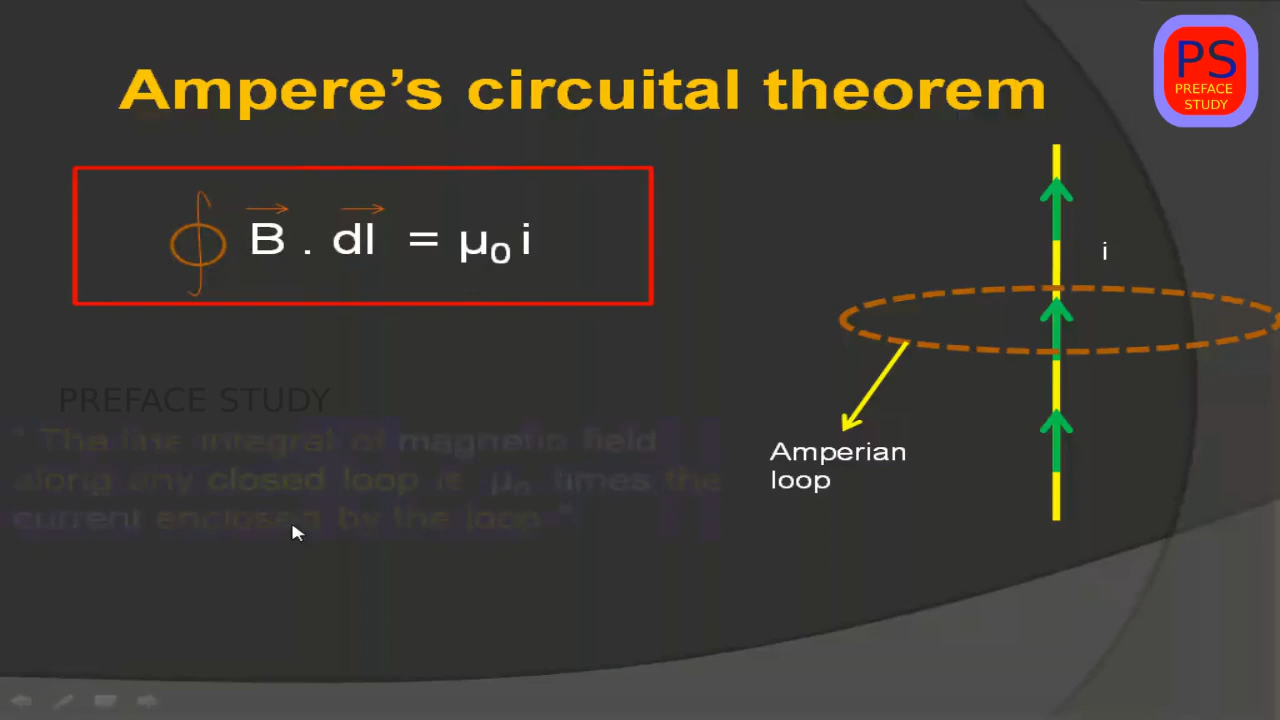 Ampere's circuital theorem
PS
PREFACE
STUDY
∮ B⃗ . dl⃗ = μ₀ i
i
Amperian
loop
PREFACE STUDY
" The line integral of magnetic field
along any closed loop is μ₀ times the
current enclosed by the loop "